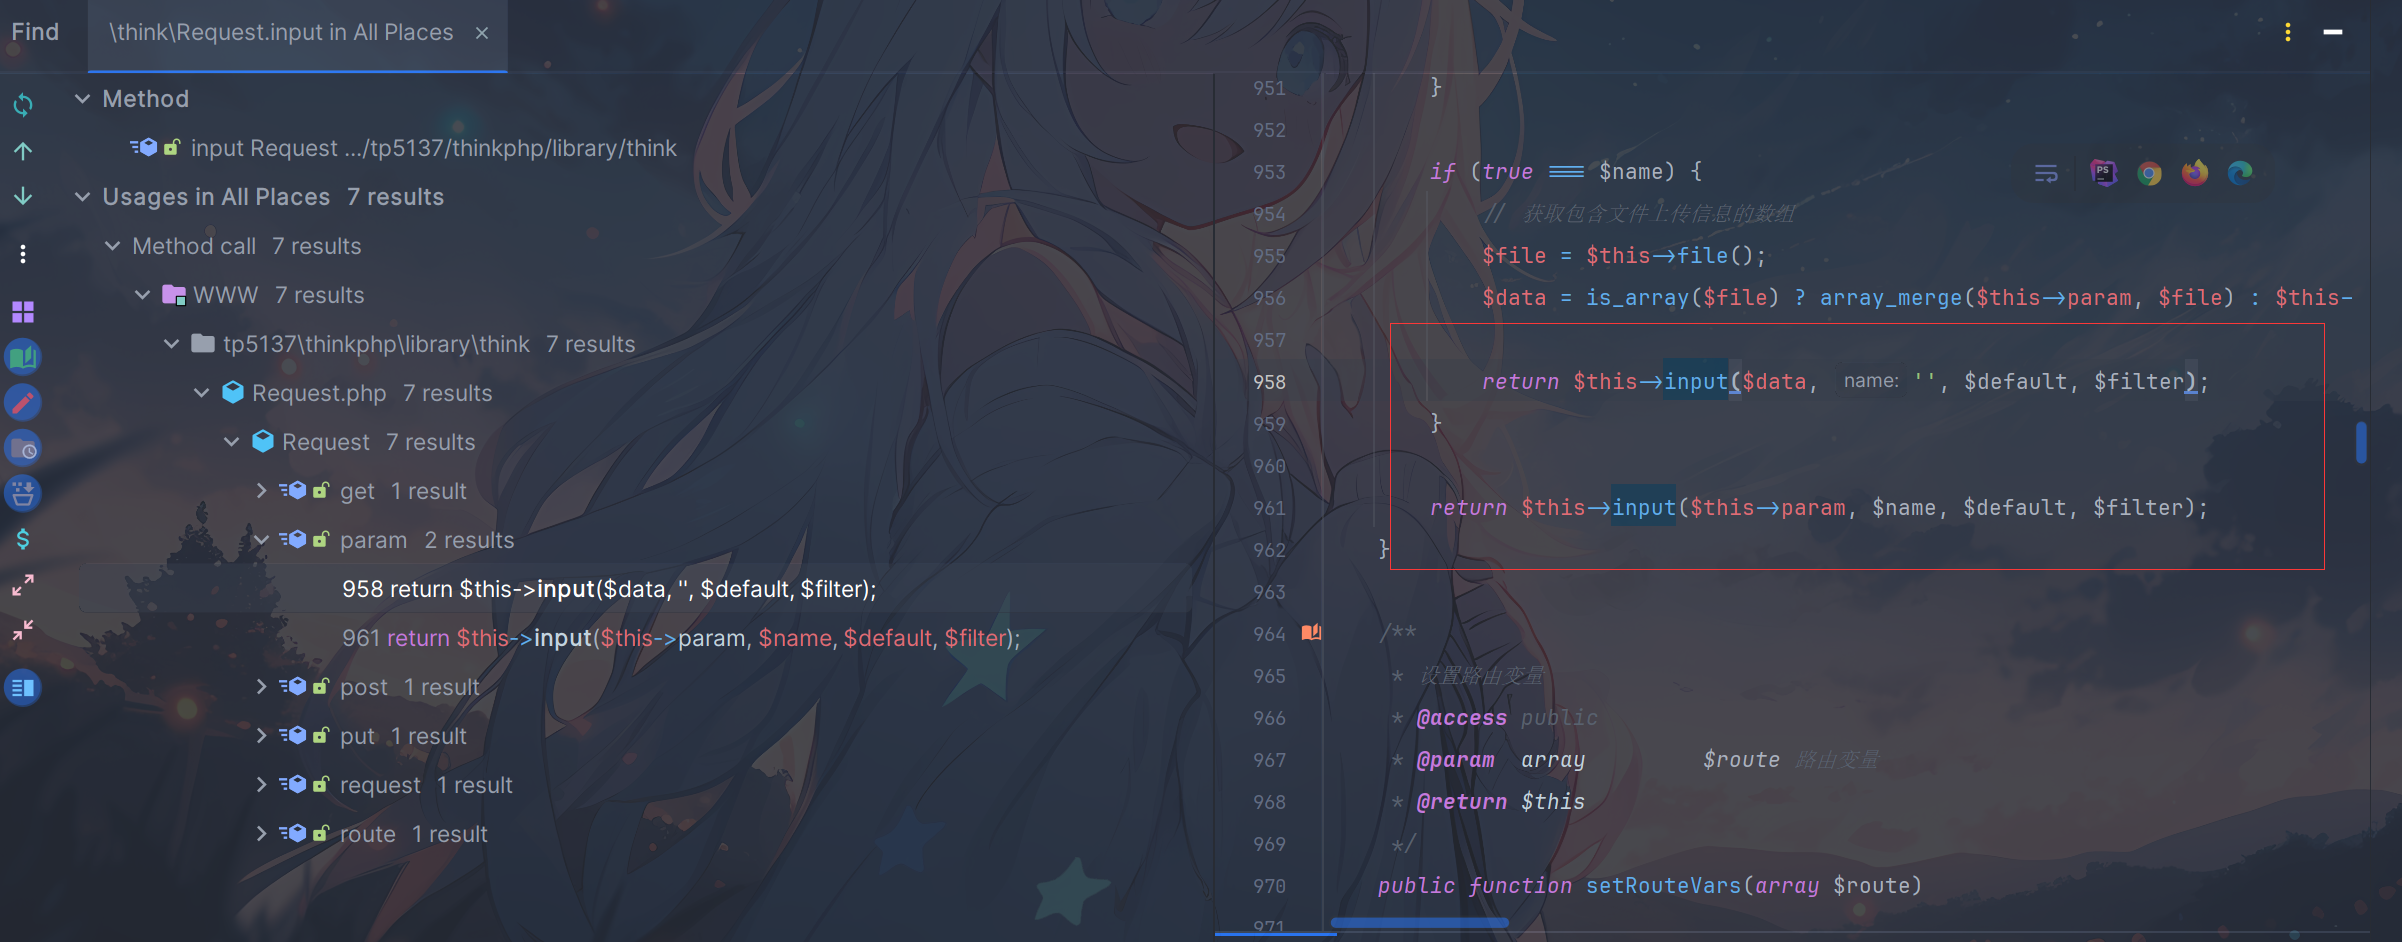 Find
\think\Request.input in All Places
Method
input Request .../tp5137/thinkphp/library/think
Usages in All Places 7 results
Method call 7 results
WWW 7 results
tp5137\thinkphp\library\think 7 results
Request.php 7 results
Request 7 results
get 1 result
param 2 results
958 return $this->input($data, '', $default, $filter);
961 return $this->input($this->param, $name, $default, $filter);
post 1 result
put 1 result
request 1 result
route 1 result
951 }
952
953 if (true === $name) {
954 // 获取包含文件上传信息的数组
955 $file = $this->file();
956 $data = is_array($file) ? array_merge($this->param, $file) : $this-
957
958 return $this->input($data, name: '', $default, $filter);
959 }
960
961 return $this->input($this->param, $name, $default, $filter);
962 }
963
964 /**
965 * 设置路由变量
966 * @access public
967 * @param array $route 路由变量
968 * @return $this
969 */
970 public function setRouteVars(array $route)
971